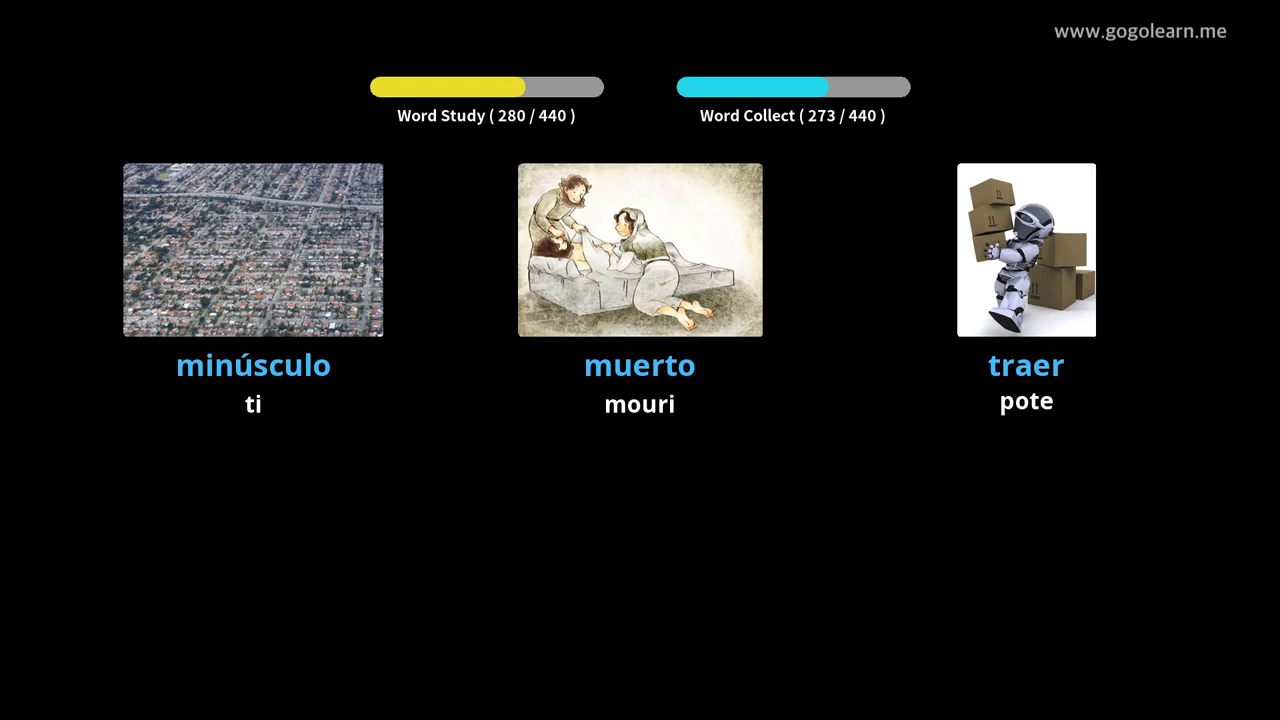 www.gogolearn.me
Word Study ( 280 / 440 )
Word Collect ( 273 / 440 )
minúsculo
muerto
traer
ti
mouri
pote